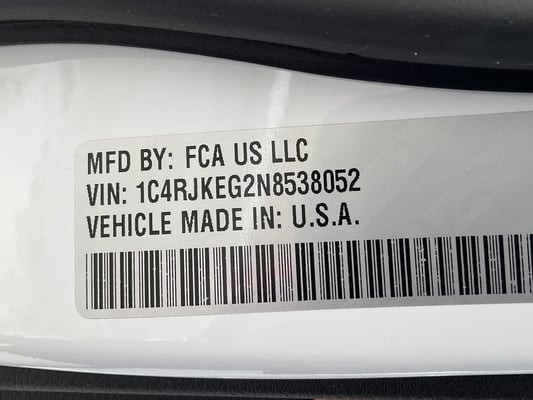 MFD BY: FCA US LLC
VIN: 1C4RJKEG2N8538052
VEHICLE MADE IN: U.S.A.